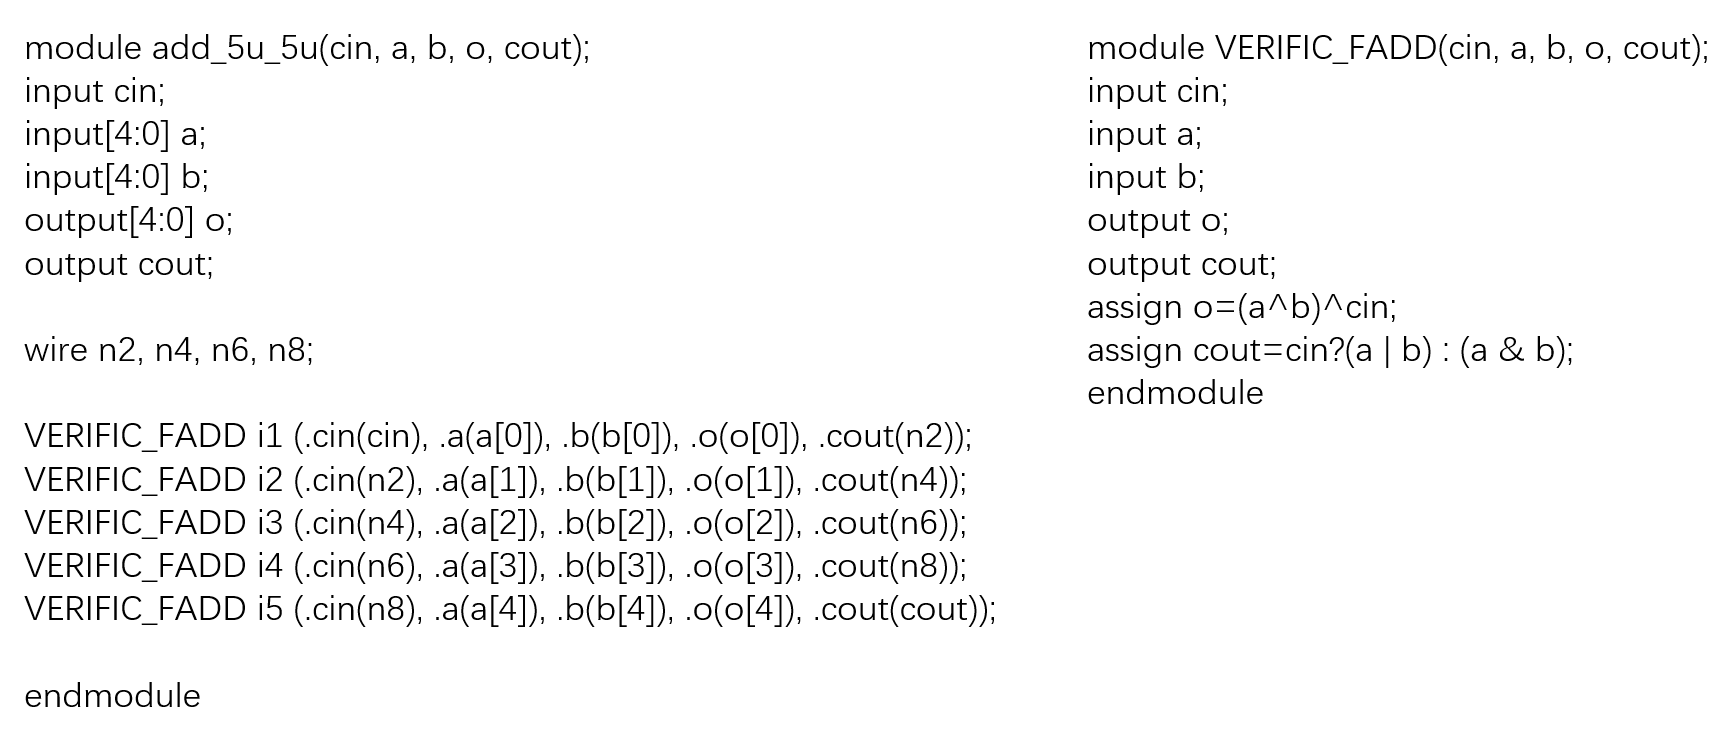 module add_5u_5u(cin, a, b, o, cout);
input cin;
input[4:0] a;
input[4:0] b;
output[4:0] o;
output cout;
wire n2, n4, n6, n8;
VERIFIC_FADD i1 (.cin(cin), .a(a[0]), .b(b[0]), .o(o[0]), .cout(n2));
VERIFIC_FADD i2 (.cin(n2), .a(a[1]), .b(b[1]), .o(o[1]), .cout(n4));
VERIFIC_FADD i3 (.cin(n4), .a(a[2]), .b(b[2]), .o(o[2]), .cout(n6));
VERIFIC_FADD i4 (.cin(n6), .a(a[3]), .b(b[3]), .o(o[3]), .cout(n8));
VERIFIC_FADD i5 (.cin(n8), .a(a[4]), .b(b[4]), .o(o[4]), .cout(cout));
endmodule
module VERIFIC_FADD(cin, a, b, o, cout);
input cin;
input a;
input b;
output o;
output cout;
assign o=(a^b)^cin;
assign cout=cin?(a | b) : (a & b);
endmodule